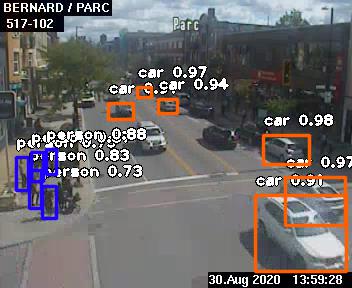 BERNARD / PARC
517-102
Parc
car 0.97
car 0.94
car 0.98
person 0.88
person 0.83
person 0.73
car 0.97
car 0.91
30.Aug 2020 13:59:28